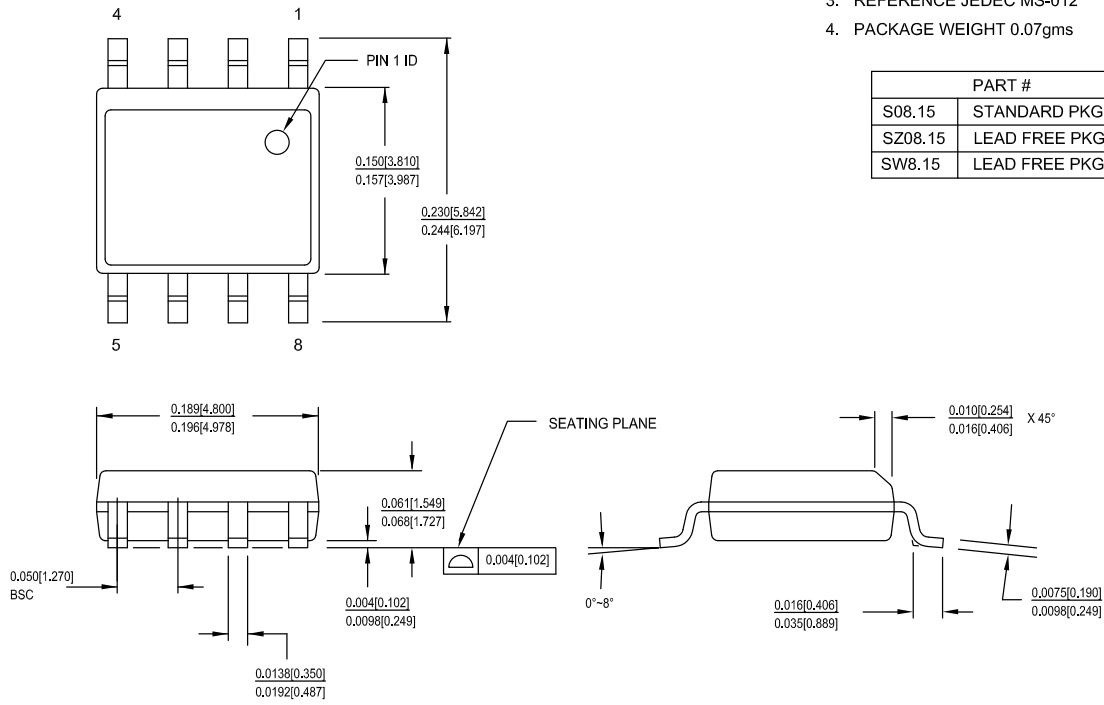 3. REFERENCE JEDEC MS-012
4. PACKAGE WEIGHT 0.07gms
PART #
S08.15 STANDARD PKG
SZ08.15 LEAD FREE PKG
SW8.15 LEAD FREE PKG
4 1
PIN 1 ID
0.150[3.810]
0.157[3.987]
0.230[5.842]
0.244[6.197]
5 8
0.189[4.800]
0.196[4.978]
SEATING PLANE
0.010[0.254]
0.016[0.406]
X 45°
0.061[1.549]
0.068[1.727]
0.004[0.102]
0.050[1.270]
BSC
0.004[0.102]
0.0098[0.249]
0°~8°
0.016[0.406]
0.035[0.889]
0.0075[0.190]
0.0098[0.249]
0.0138[0.350]
0.0192[0.487]